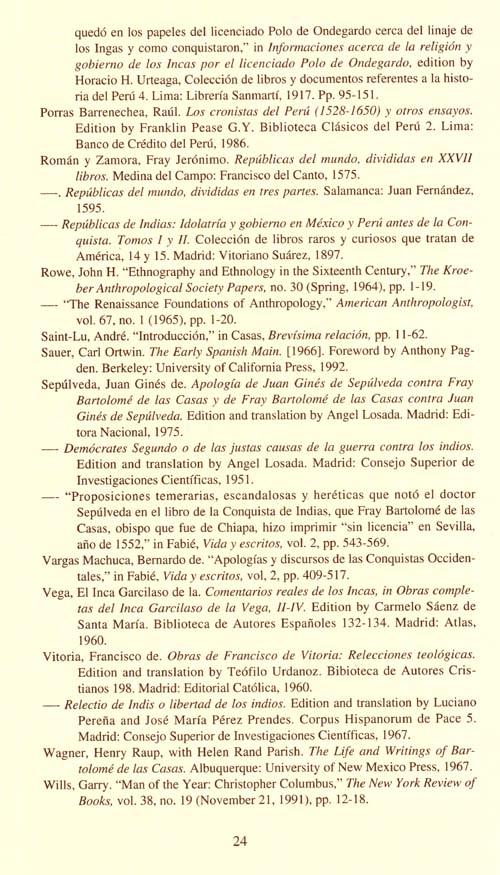 quedó en los papeles del licenciado Polo de Ondegardo cerca del linaje de
los Ingas y como conquistaron,” in Informaciones acerca de la religión y
gobierno de los Incas por el licenciado Polo de Ondegardo, edition by
Horacio H. Urteaga, Colección de libros y documentos referentes a la histo-
ria del Perú 4. Lima: Librería Sanmartí, 1917. Pp. 95-151.
Porras Barrenechea, Raúl. Los cronistas del Perú (1528-1650) y otros ensayos.
Edition by Franklin Pease G.Y. Biblioteca Clásicos del Perú 2. Lima:
Banco de Crédito del Perú, 1986.
Román y Zamora, Fray Jerónimo. Repúblicas del mundo, divididas en XXVII
libros. Medina del Campo: Francisco del Canto, 1575.
——. Repúblicas del mundo, divididas en tres partes. Salamanca: Juan Fernández,
1595.
—— Repúblicas de Indias: Idolatría y gobierno en México y Perú antes de la Con-
quista. Tomos I y II. Colección de libros raros y curiosos que tratan de
América, 14 y 15. Madrid: Vitoriano Suárez, 1897.
Rowe, John H. “Ethnography and Ethnology in the Sixteenth Century,” The Kroe-
ber Anthropological Society Papers, no. 30 (Spring, 1964), pp. 1-19.
—— “The Renaissance Foundations of Anthropology,” American Anthropologist,
vol. 67, no. 1 (1965), pp. 1-20.
Saint-Lu, André. “Introducción,” in Casas, Brevísima relación, pp. 11-62.
Sauer, Carl Ortwin. The Early Spanish Main. [1966]. Foreword by Anthony Pag-
den. Berkeley: University of California Press, 1992.
Sepúlveda, Juan Ginés de. Apología de Juan Ginés de Sepúlveda contra Fray
Bartolomé de las Casas y de Fray Bartolomé de las Casas contra Juan
Ginés de Sepúlveda. Edition and translation by Angel Losada. Madrid: Edi-
tora Nacional, 1975.
—— Demócrates Segundo o de las justas causas de la guerra contra los indios.
Edition and translation by Angel Losada. Madrid: Consejo Superior de
Investigaciones Científicas, 1951.
—— “Proposiciones temerarias, escandalosas y heréticas que notó el doctor
Sepúlveda en el libro de la Conquista de Indias, que Fray Bartolomé de las
Casas, obispo que fue de Chiapa, hizo imprimir “sin licencia” en Sevilla,
año de 1552,” in Fabié, Vida y escritos, vol. 2, pp. 543-569.
Vargas Machuca, Bernardo de. “Apologías y discursos de las Conquistas Occiden-
tales,” in Fabié, Vida y escritos, vol, 2, pp. 409-517.
Vega, El Inca Garcilaso de la. Comentarios reales de los Incas, in Obras comple-
tas del Inca Garcilaso de la Vega, II-IV. Edition by Carmelo Sáenz de
Santa María. Biblioteca de Autores Españoles 132-134. Madrid: Atlas,
1960.
Vitoria, Francisco de. Obras de Francisco de Vitoria: Relecciones teológicas.
Edition and translation by Teófilo Urdanoz. Bibioteca de Autores Cris-
tianos 198. Madrid: Editorial Católica, 1960.
—— Relectio de Indis o libertad de los indios. Edition and translation by Luciano
Pereña and José María Pérez Prendes. Corpus Hispanorum de Pace 5.
Madrid: Consejo Superior de Investigaciones Científicas, 1967.
Wagner, Henry Raup, with Helen Rand Parish. The Life and Writings of Bar-
tolomé de las Casas. Albuquerque: University of New Mexico Press, 1967.
Wills, Garry. “Man of the Year: Christopher Columbus,” The New York Review of
Books, vol. 38, no. 19 (November 21, 1991), pp. 12-18.
24